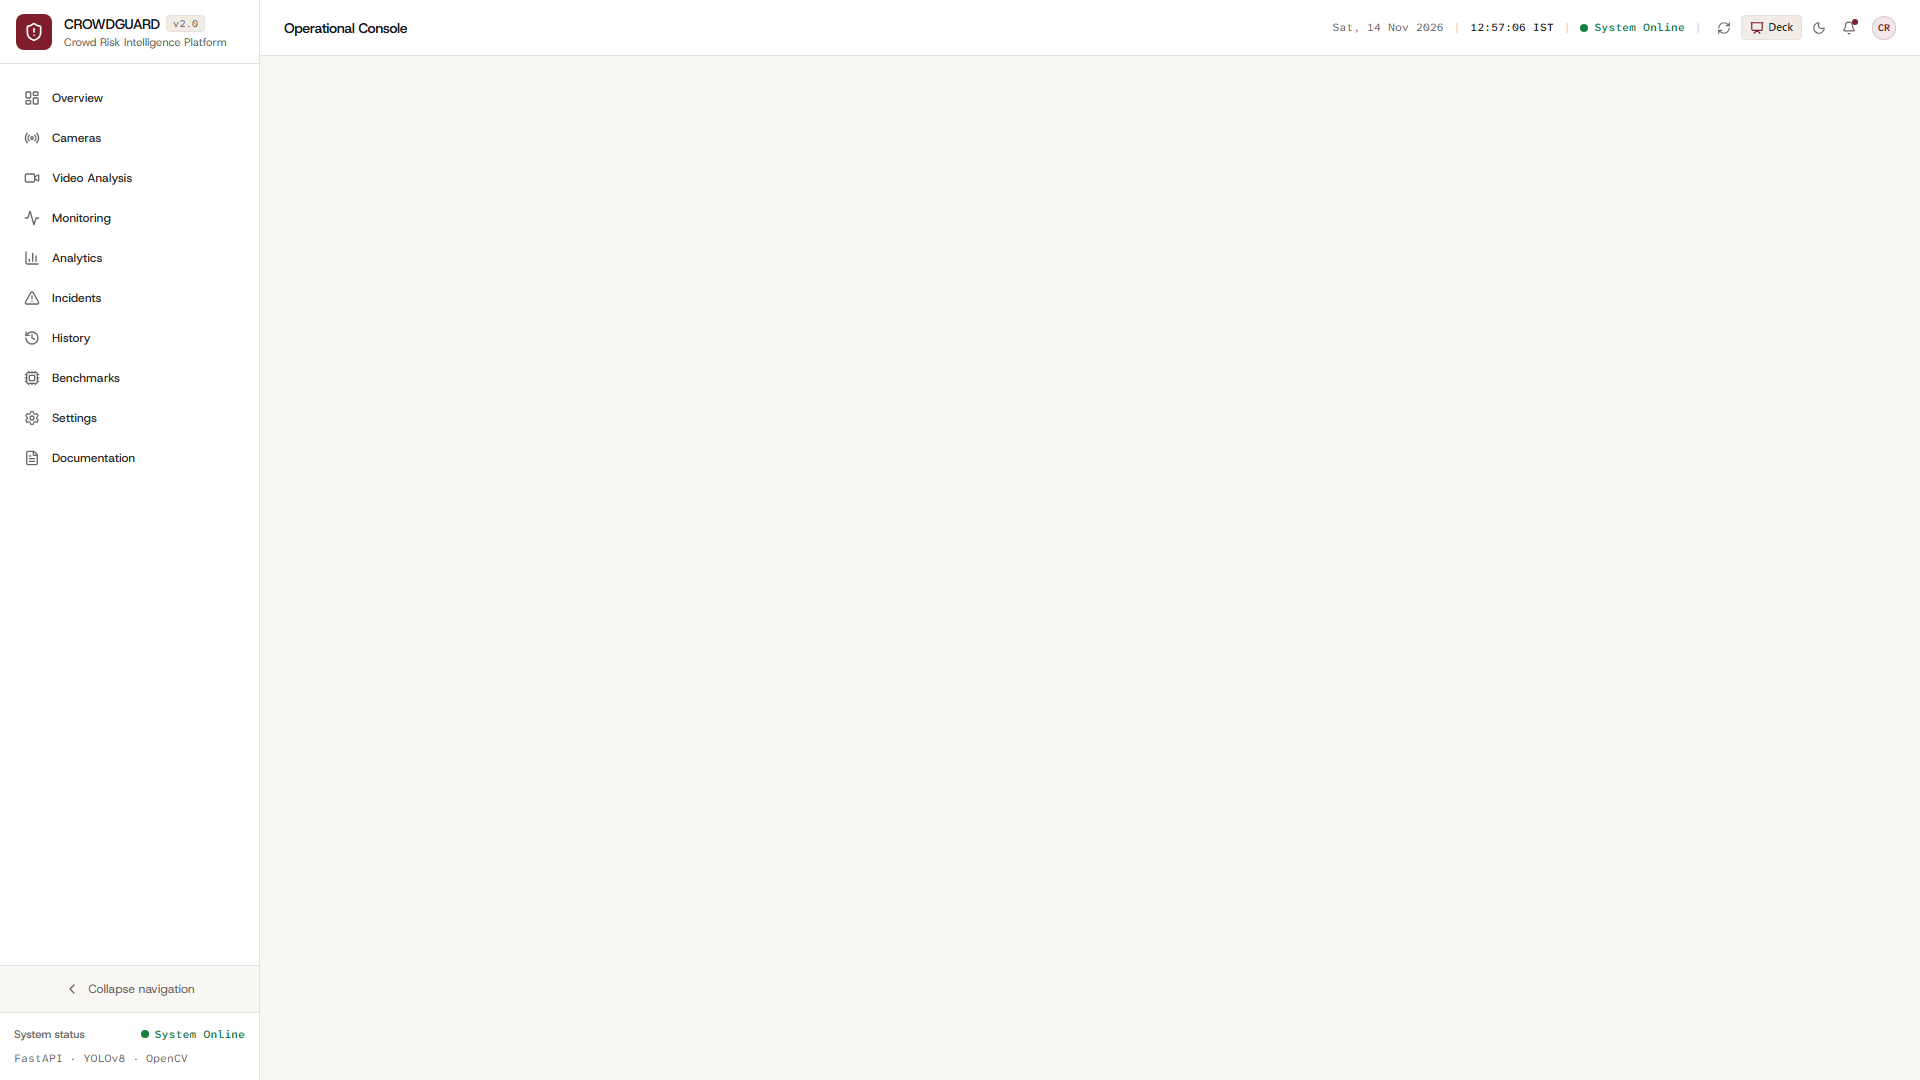 CROWDGUARD v2.0
Crowd Risk Intelligence Platform
Operational Console
Sat, 14 Nov 2026 | 12:57:06 IST | System Online |
Deck
CR
Overview
Cameras
Video Analysis
Monitoring
Analytics
Incidents
History
Benchmarks
Settings
Documentation
Collapse navigation
System status System Online
FastAPI · YOLOv8 · OpenCV